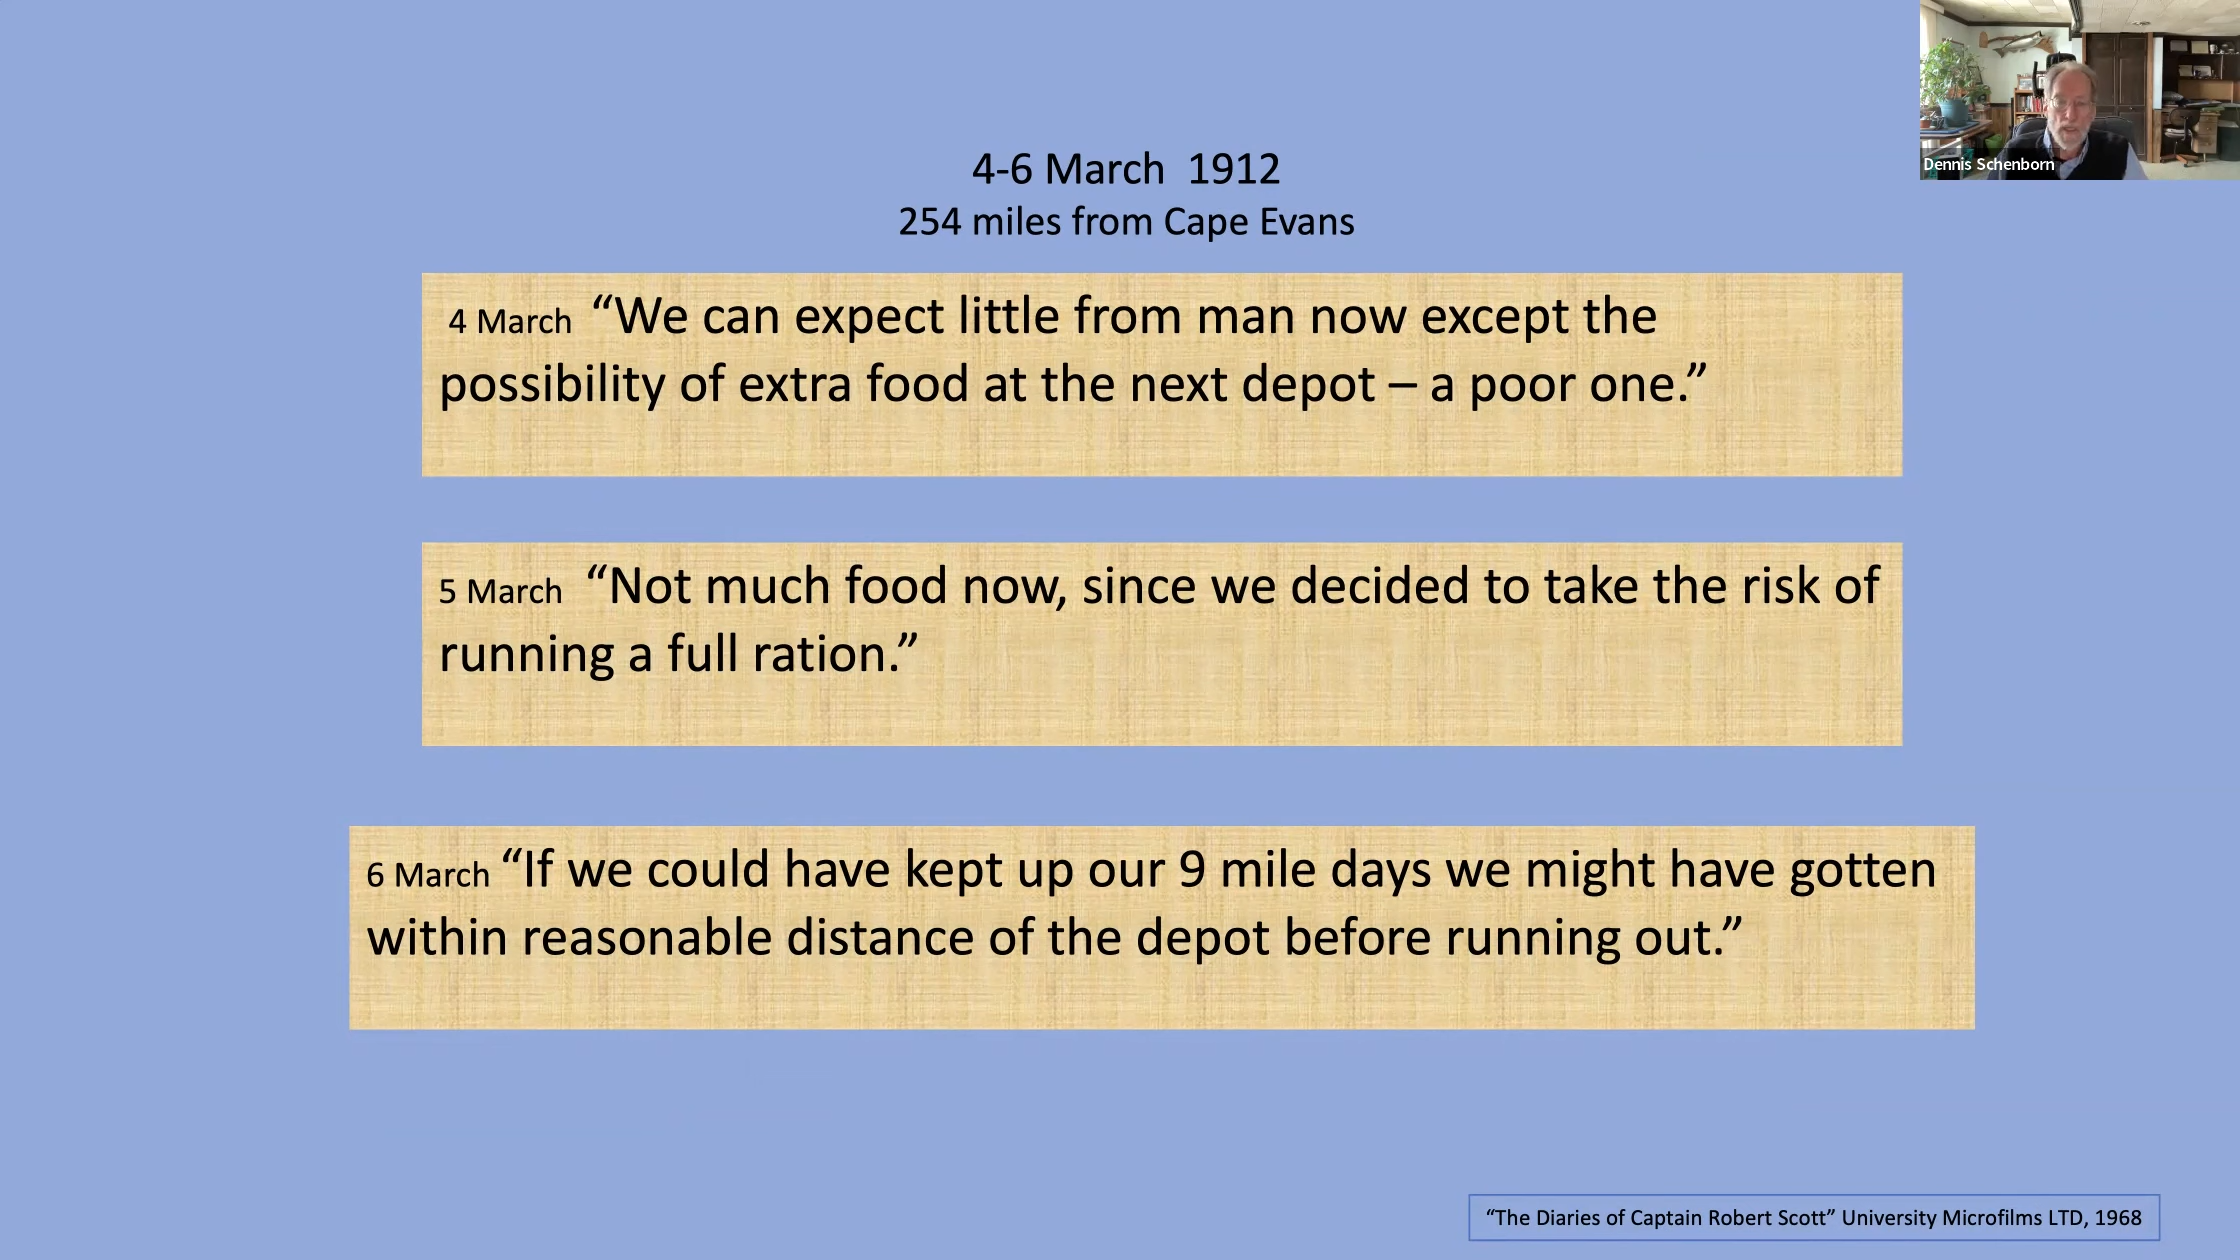 Dennis Schenborn
4-6 March  1912
254 miles from Cape Evans
4 March  “We can expect little from man now except the
possibility of extra food at the next depot – a poor one.”
5 March  “Not much food now, since we decided to take the risk of
running a full ration.”
6 March “If we could have kept up our 9 mile days we might have gotten
within reasonable distance of the depot before running out.”
“The Diaries of Captain Robert Scott” University Microfilms LTD, 1968